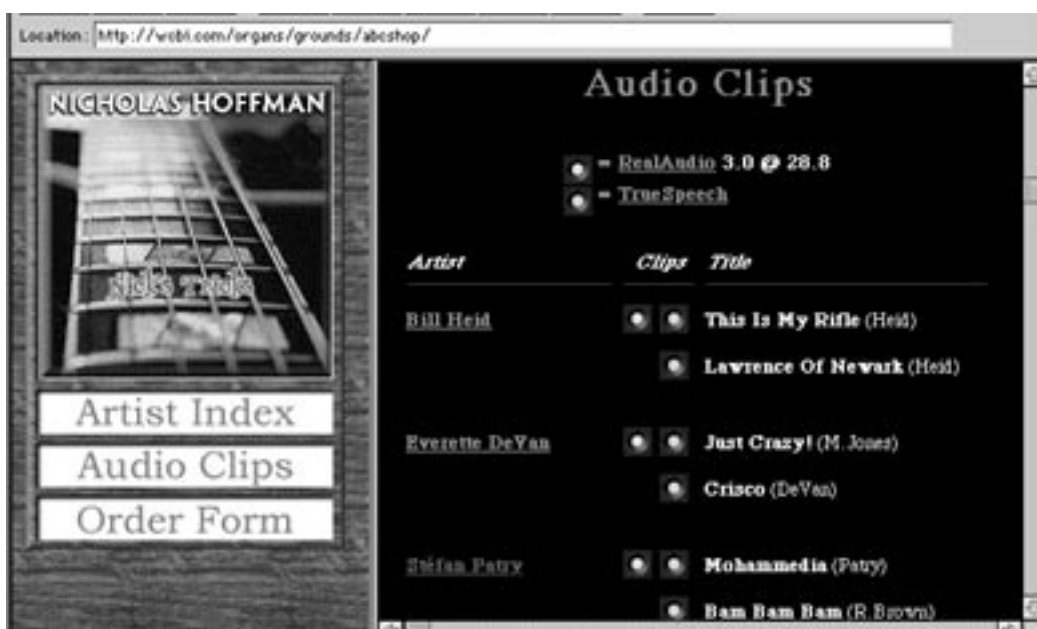 Location: http://wcbi.com/organs/grounds/abcshop/
NICHOLAS HOFFMAN
Artist Index
Audio Clips
Order Form
Audio Clips
= RealAudio 3.0 @ 28.8
= TrueSpeech
Artist Clips Title
Bill Heid This Is My Rifle (Heid)
Lawrence Of Newark (Heid)
Everette DeVan Just Crazy! (M. Jones)
Crisco (DeVan)
Stéfan Patry Mohammedia (Patry)
Bam Bam Bam (R.Brown)